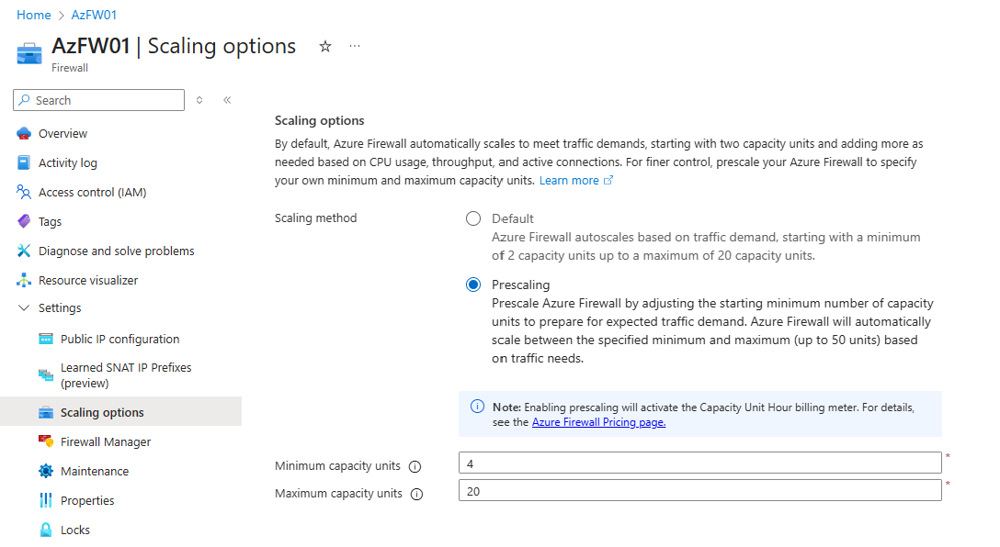 Home > AzFW01
AzFW01 | Scaling options ☆ ...
Firewall
Search
Overview
Activity log
Access control (IAM)
Tags
Diagnose and solve problems
Resource visualizer
Settings
Public IP configuration
Learned SNAT IP Prefixes
(preview)
Scaling options
Firewall Manager
Maintenance
Properties
Locks
Scaling options
By default, Azure Firewall automatically scales to meet traffic demands, starting with two capacity units and adding more as
needed based on CPU usage, throughput, and active connections. For finer control, prescale your Azure Firewall to specify
your own minimum and maximum capacity units. Learn more
Scaling method
Default
Azure Firewall autoscales based on traffic demand, starting with a minimum
of 2 capacity units up to a maximum of 20 capacity units.
Prescaling
Prescale Azure Firewall by adjusting the starting minimum number of capacity
units to prepare for expected traffic demand. Azure Firewall will automatically
scale between the specified minimum and maximum (up to 50 units) based
on traffic needs.
Note: Enabling prescaling will activate the Capacity Unit Hour billing meter. For details,
see the Azure Firewall Pricing page.
Minimum capacity units 4 *
Maximum capacity units 20 *